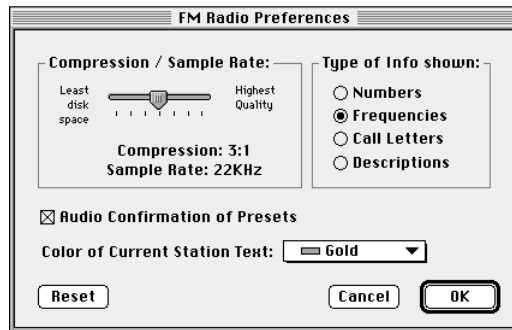 FM Radio Preferences
Compression / Sample Rate:
Least
disk
space
Highest
Quality
Compression: 3:1
Sample Rate: 22KHz
Type of Info shown:
Numbers
Frequencies
Call Letters
Descriptions
Audio Confirmation of Presets
Color of Current Station Text: Gold
Reset Cancel OK